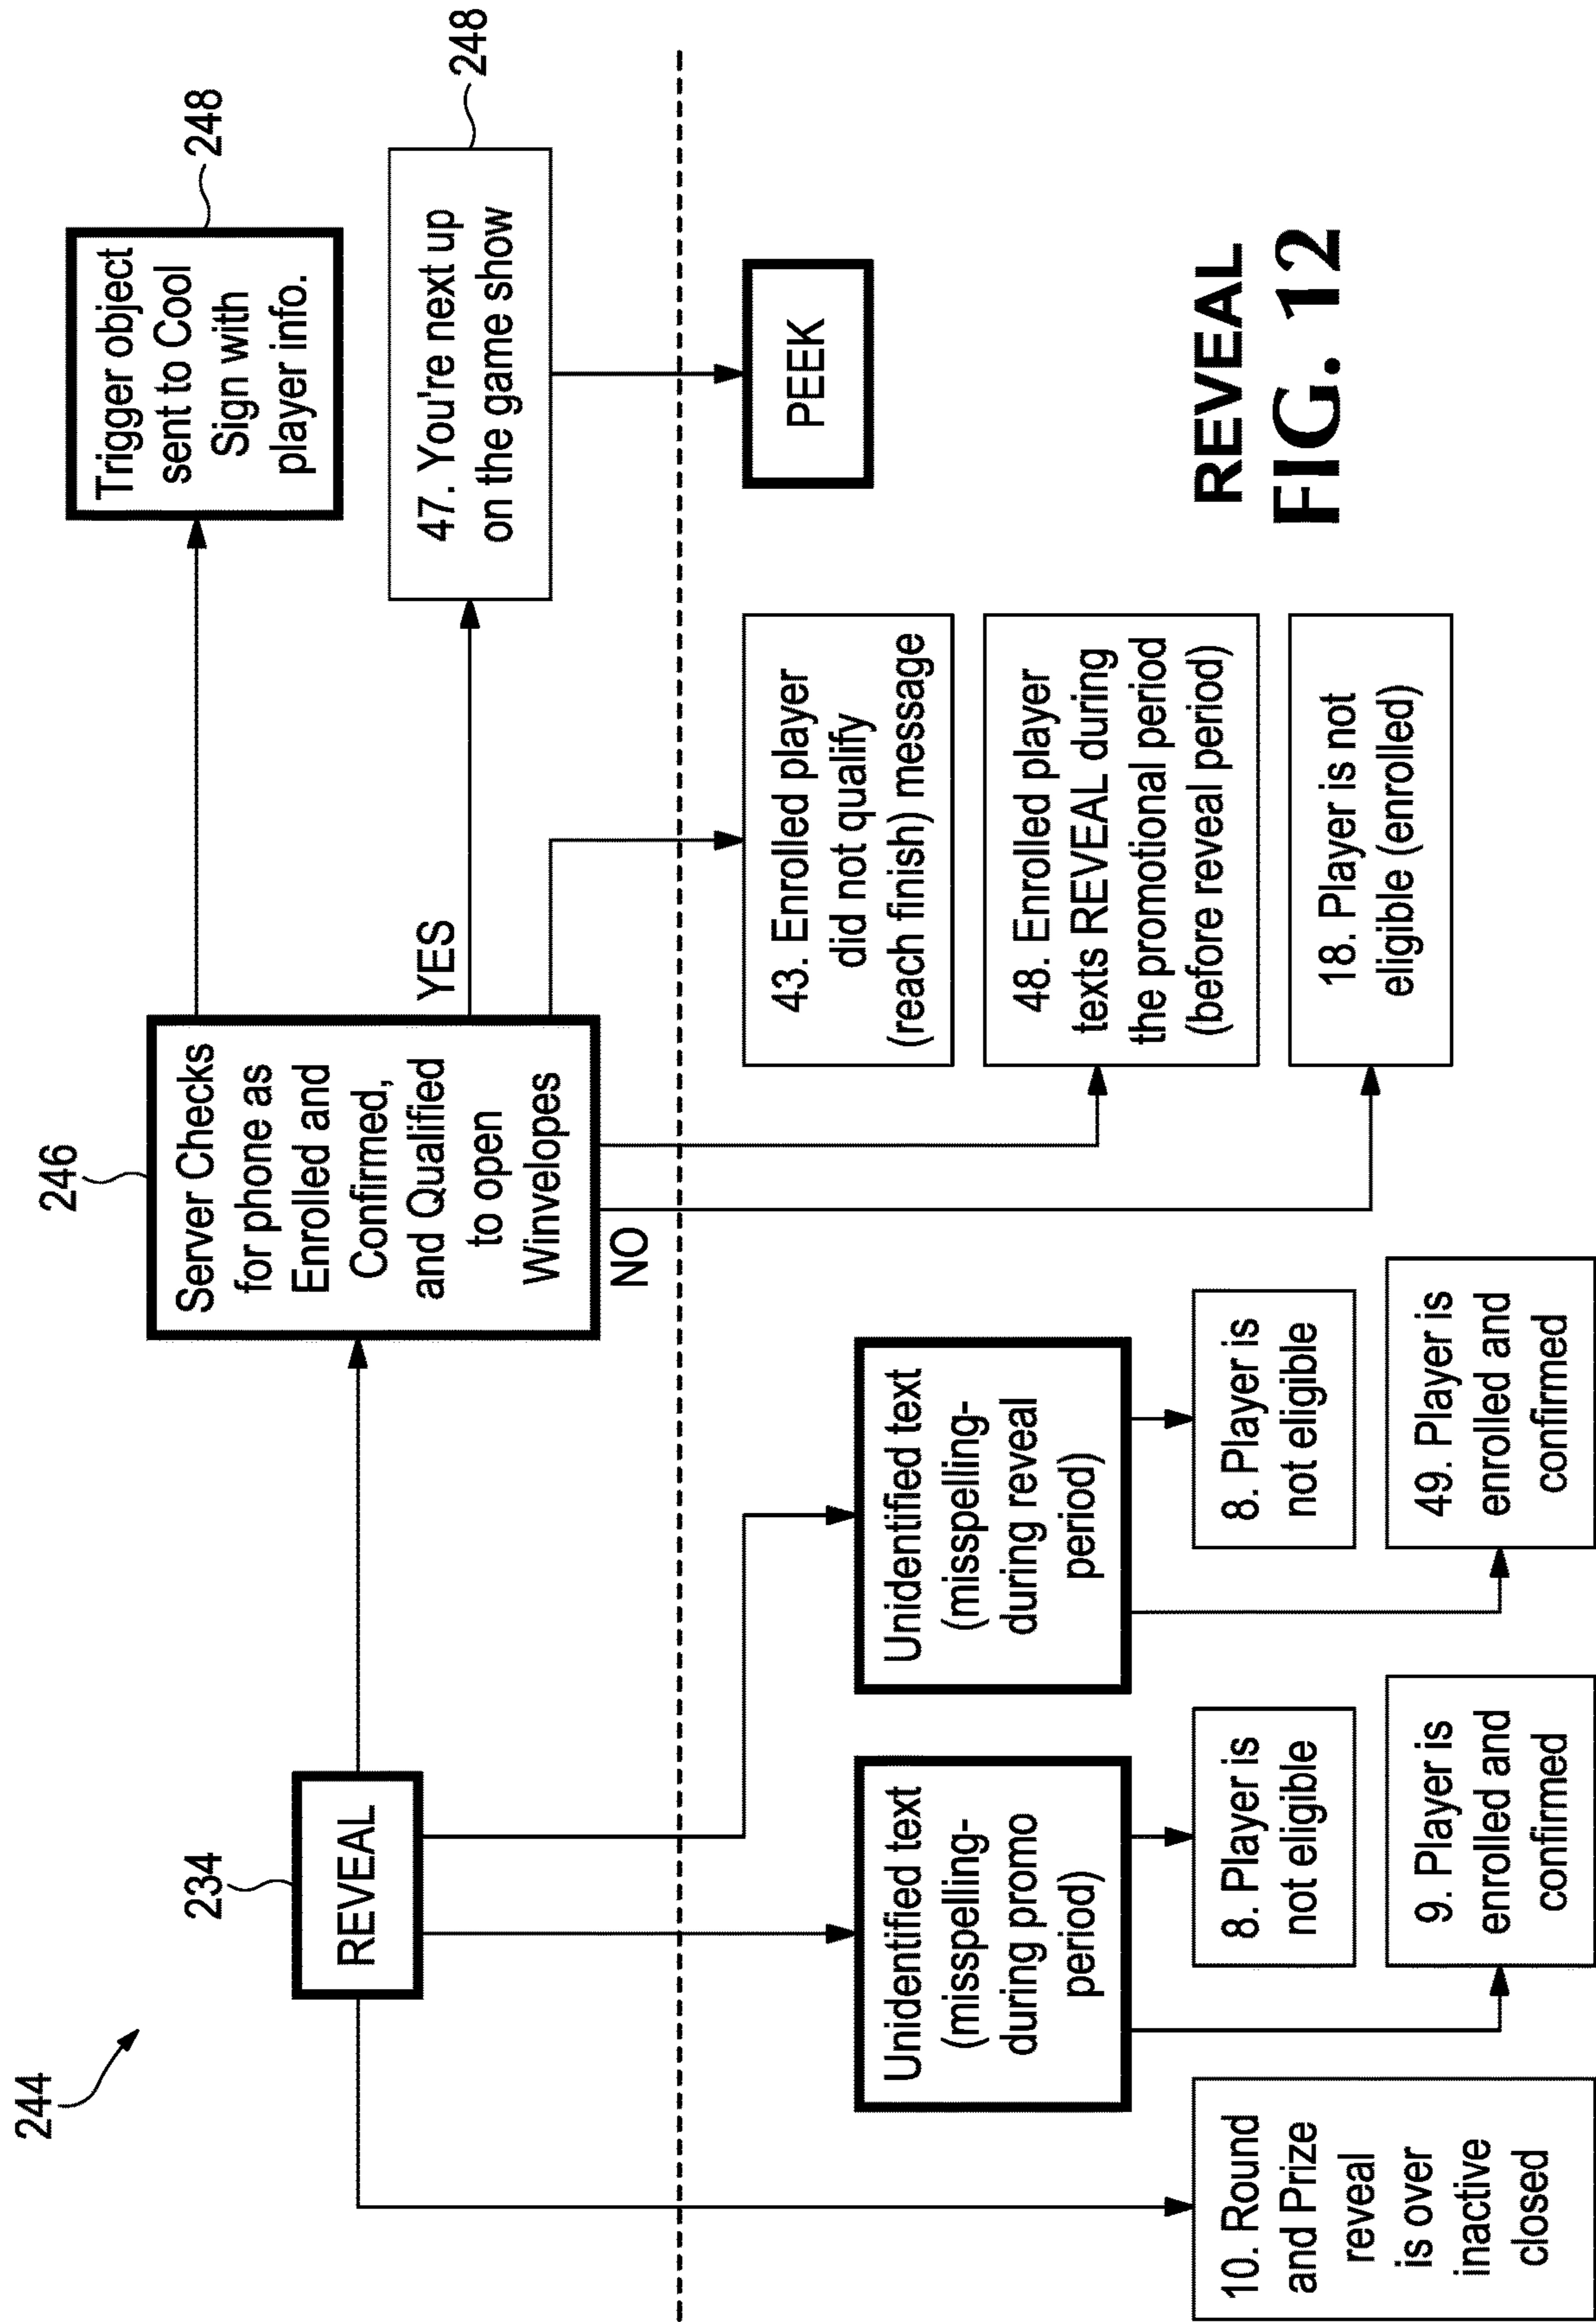 244
234
REVEAL
246
Server Checks
for phone as
Enrolled and
Confirmed,
and Qualified
to open
Winvelopes
YES
NO
248
Trigger object
sent to Cool
Sign with
player info.
248
47. You're next up
on the game show
10. Round
and Prize
reveal
is over
inactive
closed
Unidentified text
(misspelling-
during promo
period)
8. Player is
not eligible
9. Player is
enrolled and
confirmed
Unidentified text
(misspelling-
during reveal
period)
8. Player is
not eligible
49. Player is
enrolled and
confirmed
43. Enrolled player
did not qualify
(reach finish) message
48. Enrolled player
texts REVEAL during
the promotional period
(before reveal period)
18. Player is not
eligible (enrolled)
PEEK
REVEAL
FIG. 12